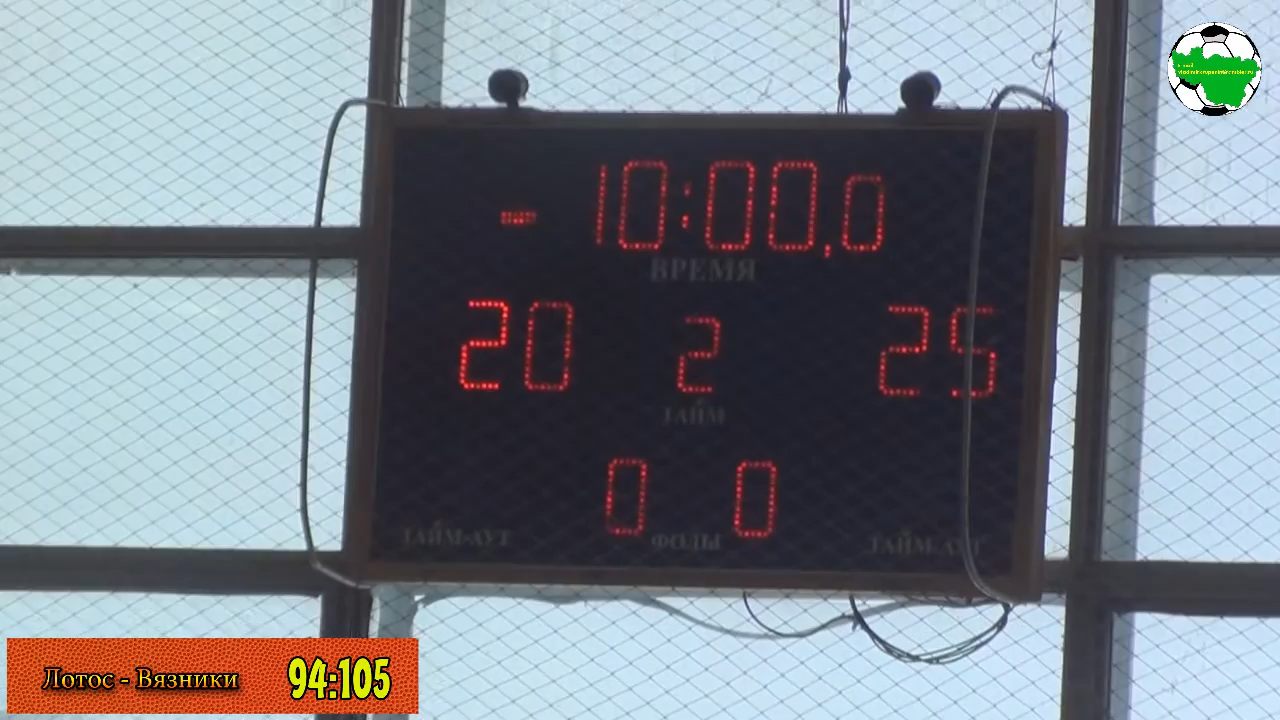 10:00,0
ВРЕМЯ
20 2 25
ТАЙМ
0 0
ТАЙМ-АУТ ФОЛЫ ТАЙМ-АУТ
Лотос - Вязники 94:105